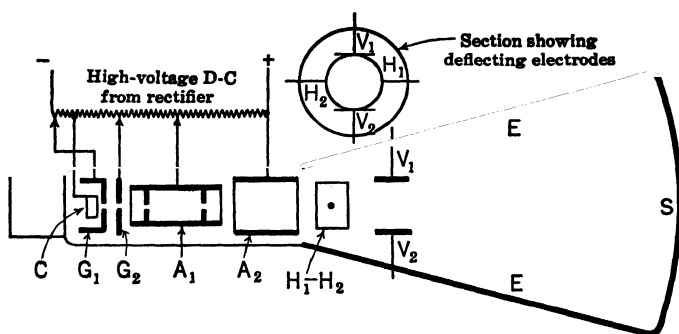 Section showing
deflecting electrodes
V1
H1
H2
V2
−
+
High-voltage D-C
from rectifier
E
V1
S
V2
E
C
G1
G2
A1
A2
H1–H2